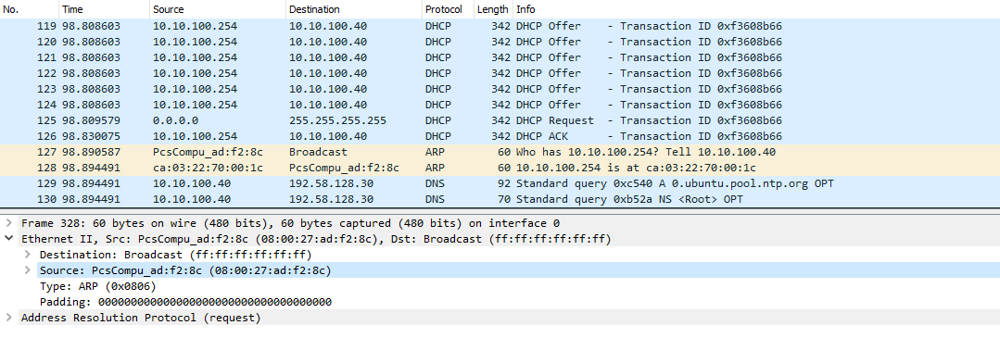 No. Time Source Destination Protocol Length Info
119 98.808603 10.10.100.254 10.10.100.40 DHCP 342 DHCP Offer - Transaction ID 0xf3608b66
120 98.808603 10.10.100.254 10.10.100.40 DHCP 342 DHCP Offer - Transaction ID 0xf3608b66
121 98.808603 10.10.100.254 10.10.100.40 DHCP 342 DHCP Offer - Transaction ID 0xf3608b66
122 98.808603 10.10.100.254 10.10.100.40 DHCP 342 DHCP Offer - Transaction ID 0xf3608b66
123 98.808603 10.10.100.254 10.10.100.40 DHCP 342 DHCP Offer - Transaction ID 0xf3608b66
124 98.808603 10.10.100.254 10.10.100.40 DHCP 342 DHCP Offer - Transaction ID 0xf3608b66
125 98.809579 0.0.0.0 255.255.255.255 DHCP 342 DHCP Request - Transaction ID 0xf3608b66
126 98.830075 10.10.100.254 10.10.100.40 DHCP 342 DHCP ACK - Transaction ID 0xf3608b66
127 98.890587 PcsCompu_ad:f2:8c Broadcast ARP 60 Who has 10.10.100.254? Tell 10.10.100.40
128 98.894491 ca:03:22:70:00:1c PcsCompu_ad:f2:8c ARP 60 10.10.100.254 is at ca:03:22:70:00:1c
129 98.894491 10.10.100.40 192.58.128.30 DNS 92 Standard query 0xc540 A 0.ubuntu.pool.ntp.org OPT
130 98.894491 10.10.100.40 192.58.128.30 DNS 70 Standard query 0xb52a NS <Root> OPT
Frame 328: 60 bytes on wire (480 bits), 60 bytes captured (480 bits) on interface 0
Ethernet II, Src: PcsCompu_ad:f2:8c (08:00:27:ad:f2:8c), Dst: Broadcast (ff:ff:ff:ff:ff:ff)
Destination: Broadcast (ff:ff:ff:ff:ff:ff)
Source: PcsCompu_ad:f2:8c (08:00:27:ad:f2:8c)
Type: ARP (0x0806)
Padding: 000000000000000000000000000000000000
Address Resolution Protocol (request)